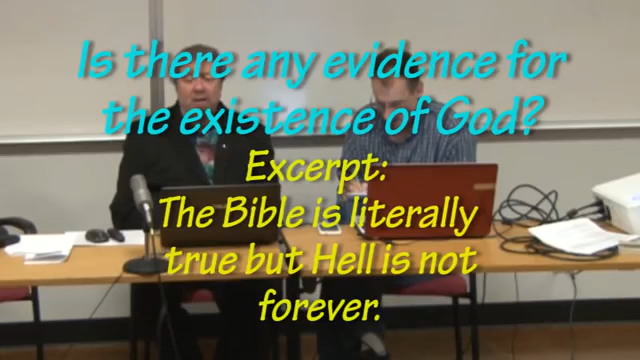 Is there any evidence for
the existence of God?
Excerpt:
The Bible is literally
true but Hell is not
forever.